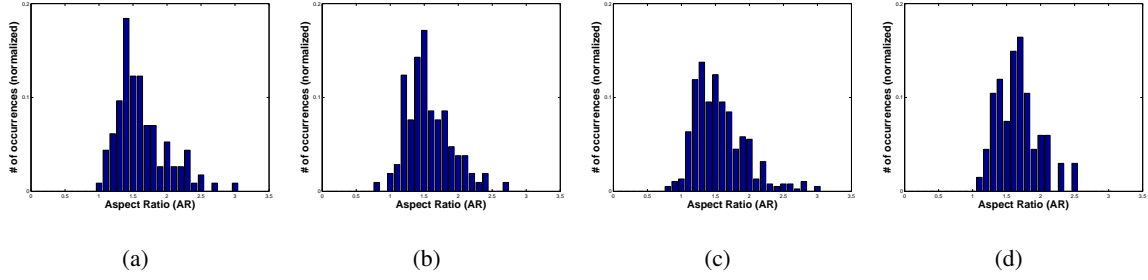 0.2
0.1
0
0 0.5 1 1.5 2 2.5 3 3.5
# of occurrences (normalized)
Aspect Ratio (AR)
(a)
0.2
0.1
0
0 0.5 1 1.5 2 2.5 3 3.5
# of occurrences (normalized)
Aspect Ratio (AR)
(b)
0.2
0.1
0
0 0.5 1 1.5 2 2.5 3 3.5
# of occurrences (normalized)
Aspect Ratio (AR)
(c)
0.2
0.1
0
0 0.5 1 1.5 2 2.5 3 3.5
# of occurrences (normalized)
Aspect Ratio (AR)
(d)